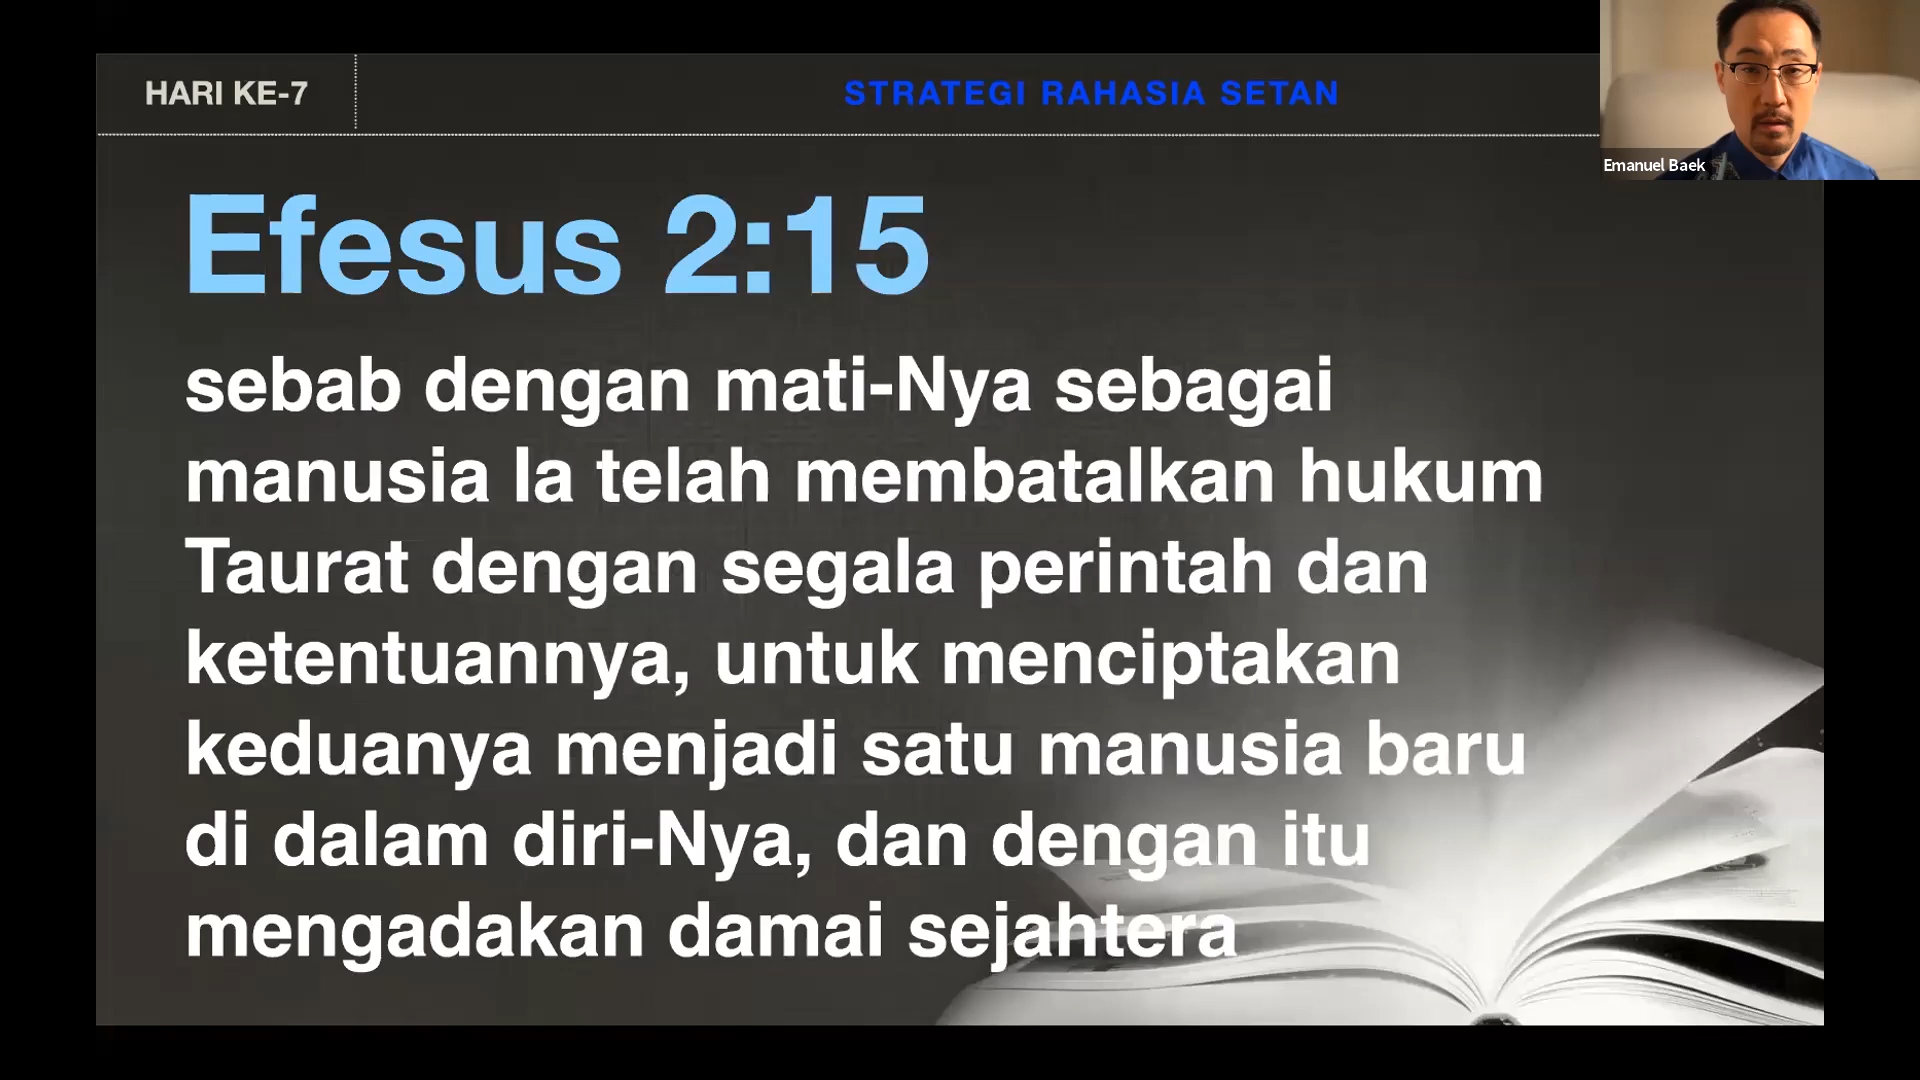 HARI KE-7
STRATEGI RAHASIA SETAN
Emanuel Baek
Efesus 2:15
sebab dengan mati-Nya sebagai
manusia Ia telah membatalkan hukum
Taurat dengan segala perintah dan
ketentuannya, untuk menciptakan
keduanya menjadi satu manusia baru
di dalam diri-Nya, dan dengan itu
mengadakan damai sejahtera